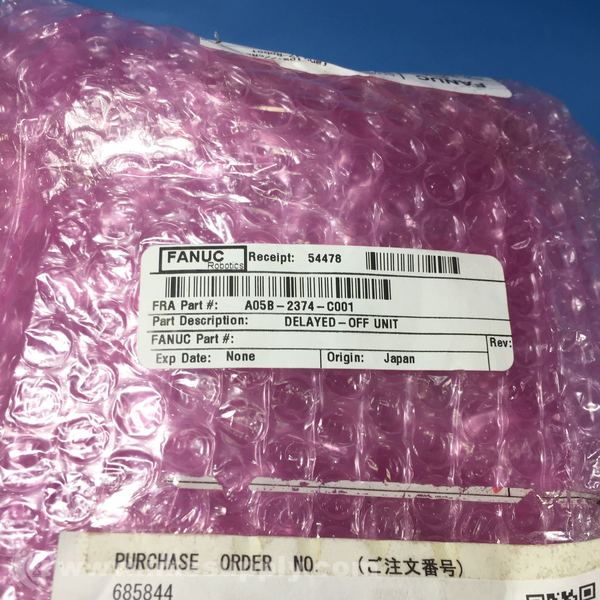 FANUC
FANUC Robotics Receipt: 54478
FRA Part #: A05B-2374-C001
Part Description: DELAYED-OFF UNIT
FANUC Part #: Rev:
Exp Date: None Origin: Japan
PURCHASE ORDER NO. (ご注文番号)
685844